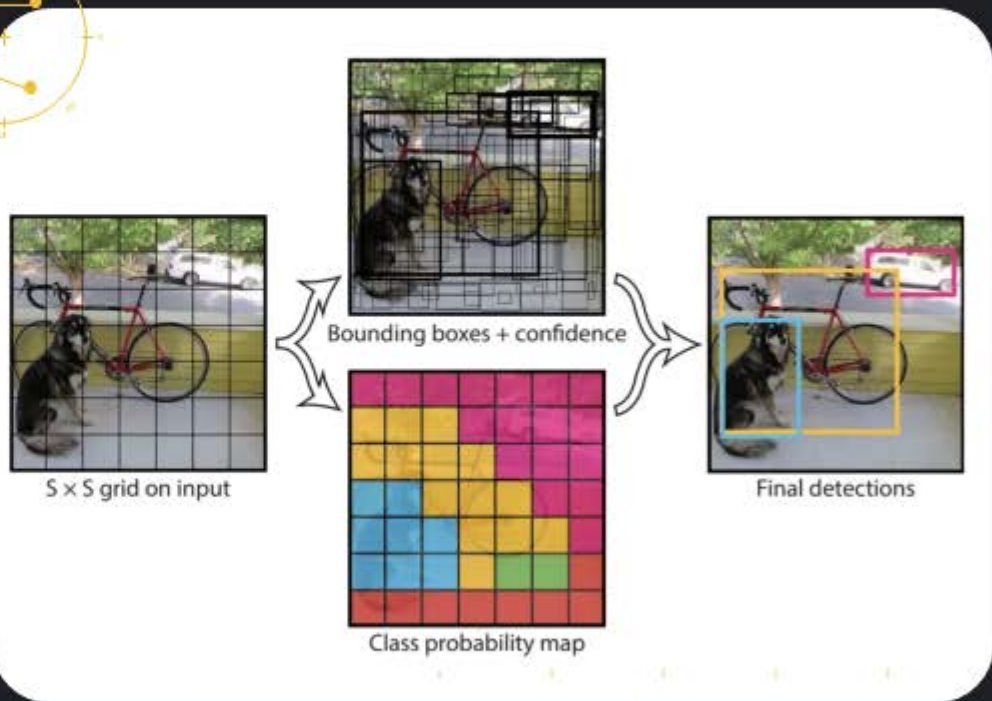 Bounding boxes + confidence
S × S grid on input
Final detections
Class probability map